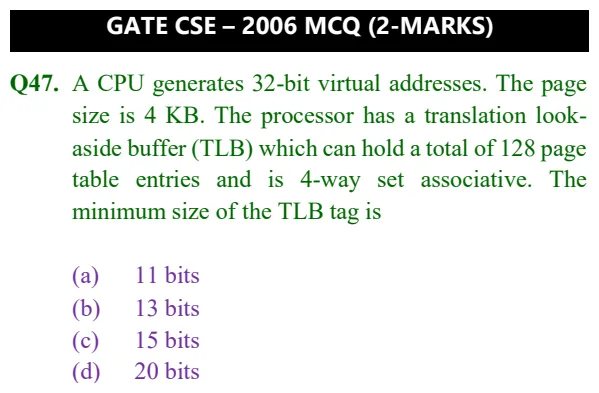 GATE CSE – 2006 MCQ (2-MARKS)
Q47. A CPU generates 32-bit virtual addresses. The page
size is 4 KB. The processor has a translation look-
aside buffer (TLB) which can hold a total of 128 page
table entries and is 4-way set associative. The
minimum size of the TLB tag is
(a) 11 bits
(b) 13 bits
(c) 15 bits
(d) 20 bits